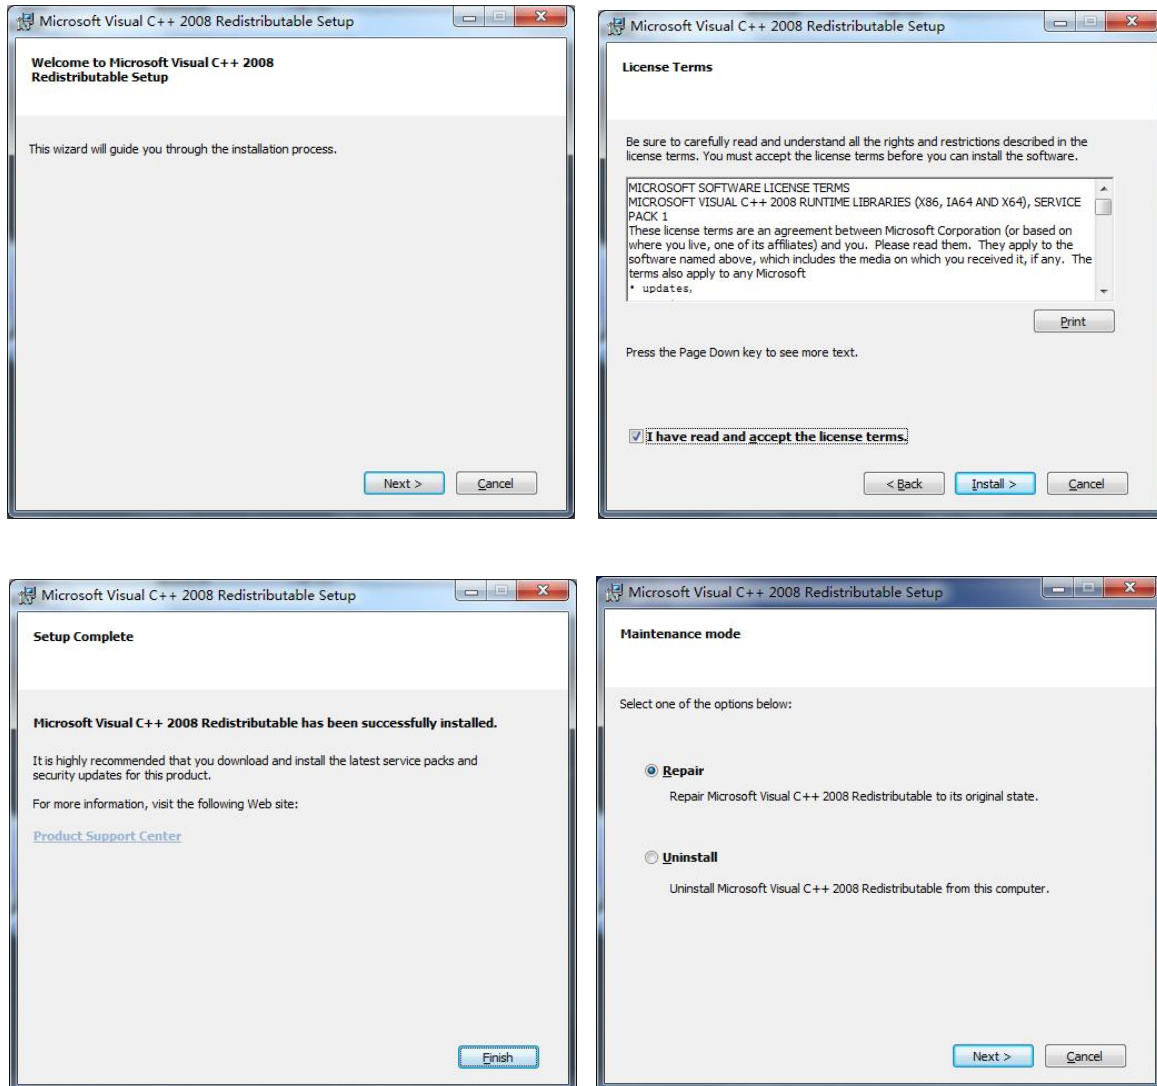 Microsoft Visual C++ 2008 Redistributable Setup
Welcome to Microsoft Visual C++ 2008
Redistributable Setup
This wizard will guide you through the installation process.
Next >
Cancel
Microsoft Visual C++ 2008 Redistributable Setup
License Terms
Be sure to carefully read and understand all the rights and restrictions described in the
license terms. You must accept the license terms before you can install the software.
MICROSOFT SOFTWARE LICENSE TERMS
MICROSOFT VISUAL C++ 2008 RUNTIME LIBRARIES (X86, IA64 AND X64), SERVICE
PACK 1
These license terms are an agreement between Microsoft Corporation (or based on
where you live, one of its affiliates) and you.  Please read them.  They apply to the
software named above, which includes the media on which you received it, if any.  The
terms also apply to any Microsoft
• updates,
Print
Press the Page Down key to see more text.
I have read and accept the license terms.
< Back
Install >
Cancel
Microsoft Visual C++ 2008 Redistributable Setup
Setup Complete
Microsoft Visual C++ 2008 Redistributable has been successfully installed.
It is highly recommended that you download and install the latest service packs and
security updates for this product.
For more information, visit the following Web site:
Product Support Center
Finish
Microsoft Visual C++ 2008 Redistributable Setup
Maintenance mode
Select one of the options below:
Repair
Repair Microsoft Visual C++ 2008 Redistributable to its original state.
Uninstall
Uninstall Microsoft Visual C++ 2008 Redistributable from this computer.
Next >
Cancel